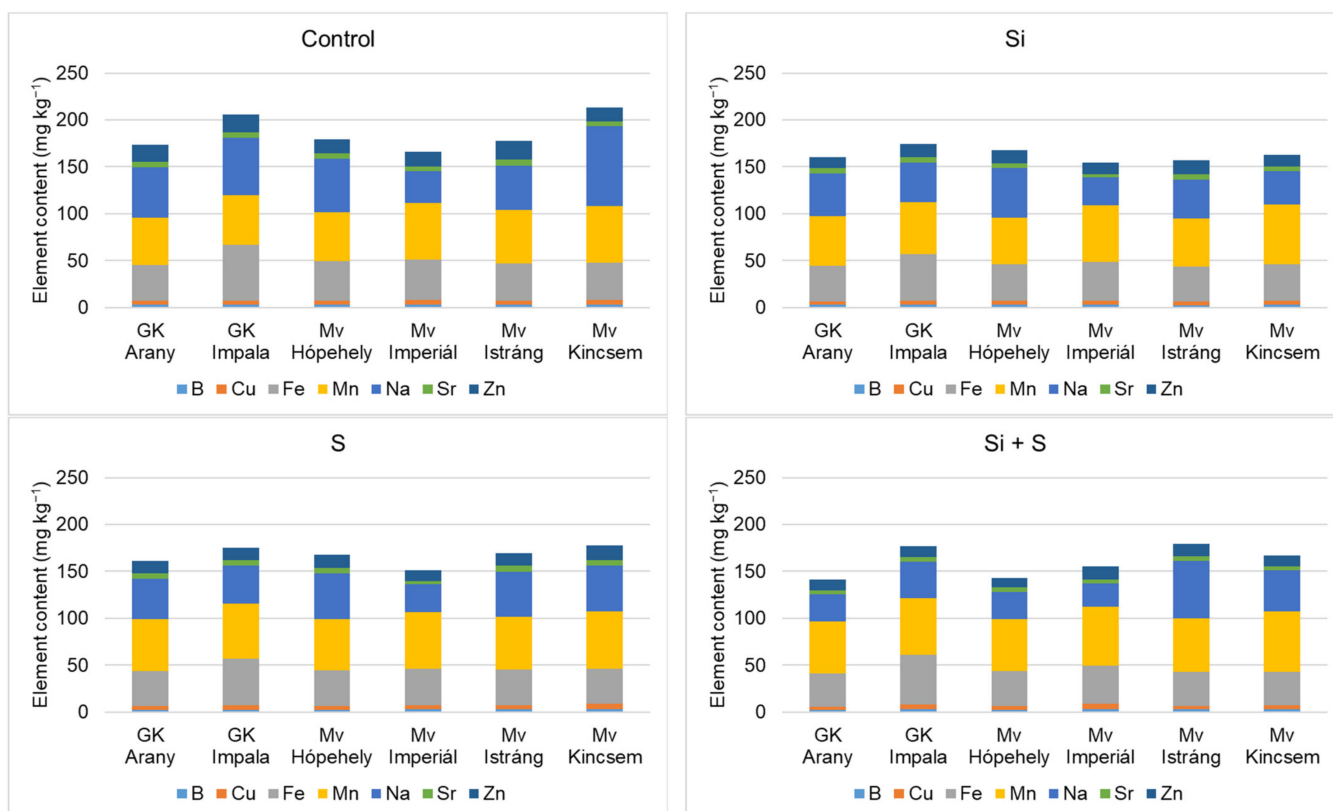 Control
Element content (mg kg⁻¹)
250
200
150
100
50
0
GK Arany
GK Impala
Mv Hópehely
Mv Imperiál
Mv Istráng
Mv Kincsem
B Cu Fe Mn Na Sr Zn
Si
Element content (mg kg⁻¹)
250
200
150
100
50
0
GK Arany
GK Impala
Mv Hópehely
Mv Imperiál
Mv Istráng
Mv Kincsem
B Cu Fe Mn Na Sr Zn
S
Element content (mg kg⁻¹)
250
200
150
100
50
0
GK Arany
GK Impala
Mv Hópehely
Mv Imperiál
Mv Istráng
Mv Kincsem
B Cu Fe Mn Na Sr Zn
Si + S
Element content (mg kg⁻¹)
250
200
150
100
50
0
GK Arany
GK Impala
Mv Hópehely
Mv Imperiál
Mv Istráng
Mv Kincsem
B Cu Fe Mn Na Sr Zn